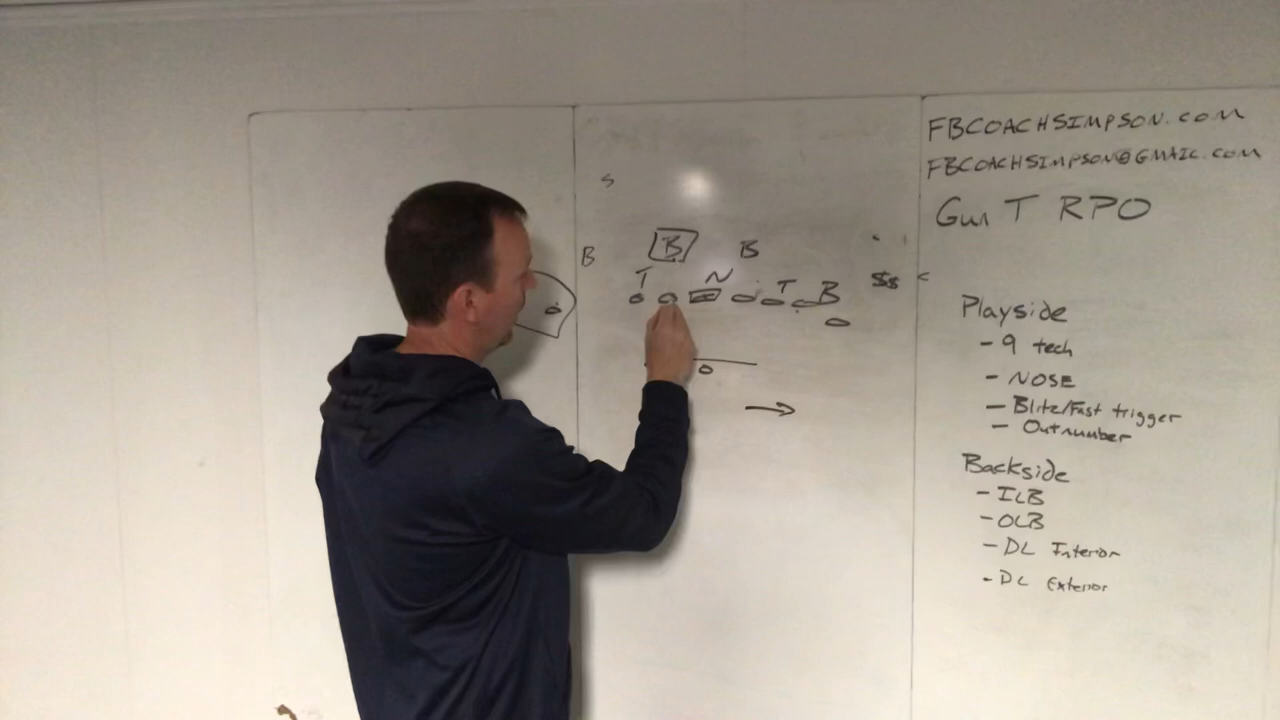 S
B B
B
T N T B
$s
FBCOACHSIMPSON.COM
FBCOACHSIMPSON@GMAIL.COM
Gun T RPO
Playside
- 9 tech
- NOSE
- Blitz/Fast trigger
- Outnumber
Backside
- ILB
- OLB
- DL Interior
- DL Exterior